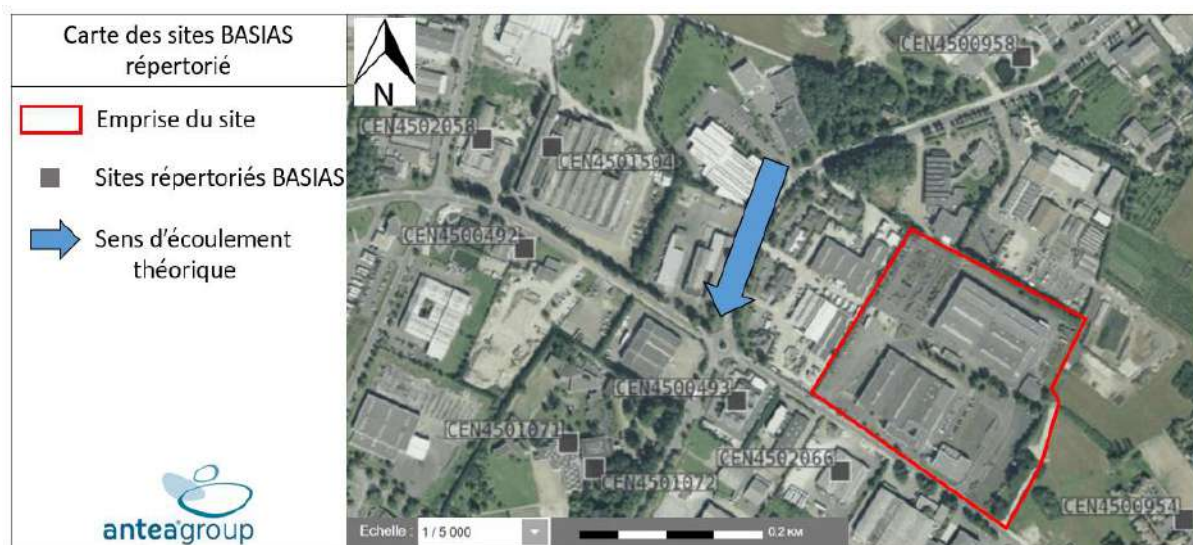 Carte des sites BASIAS
répertorié
Emprise du site
Sites répertoriés BASIAS
Sens d'écoulement
théorique
anteagroup
N
CEN4500958
CEN4502058
CEN4501504
CEN4500492
CEN4500493
CEN4501071
CEN4501072
CEN4502066
CEN4500954
Echelle : 1 / 5 000
0.2 KM